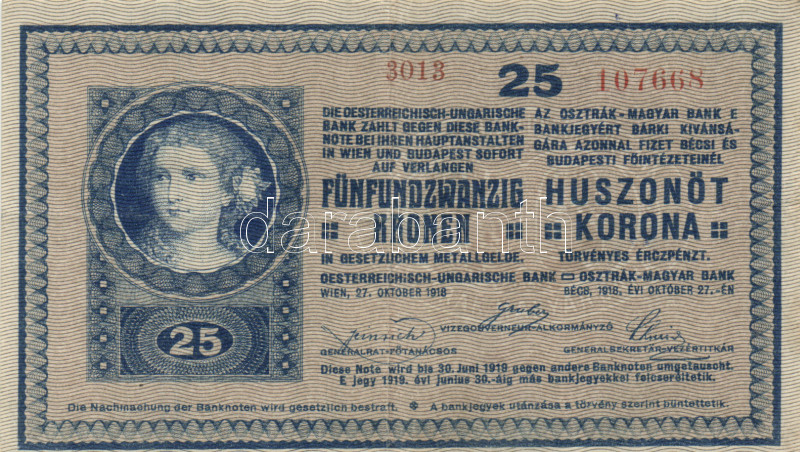 3013 25 107668
DIE OESTERREICHISCH-UNGARISCHE
BANK ZAHLT GEGEN DIESE BANK-
NOTE BEI IHREN HAUPTANSTALTEN
IN WIEN UND BUDAPEST SOFORT
AUF VERLANGEN
FÜNFUNDZWANZIG
KRONEN
IN GESETZLICHEM METALLGELDE.
AZ OSZTRÁK-MAGYAR BANK E
BANKJEGYÉRT BÁRKI KIVÁNSÁ-
GÁRA AZONNAL FIZET BÉCSI ÉS
BUDAPESTI FŐINTÉZETEINÉL
HUSZONÖT
KORONA
TÖRVÉNYES ÉRCZPÉNZT.
darabanth
OESTERREICHISCH-UNGARISCHE BANK OSZTRÁK-MAGYAR BANK
WIEN, 27. OKTOBER 1918 BÉCS, 1918. ÉVI OKTOBER 27.-ÉN
VIZEGOUVERNEUR-ALKORMÁNYZÓ
GENERALRAT-FŐTANÁCSOS GENERALSEKRETÄR-VEZÉRTITKÁR
25
Diese Note wird bis 30. Juni 1919 gegen andere Banknoten umgetauscht.
E jegy 1919. évi junius 30.-áig más bankjegyekkel felcseréltetik.
Die Nachmachung der Banknoten wird gesetzlich bestraft. A bankjegyek utánzása a törvény szerint büntettetik.